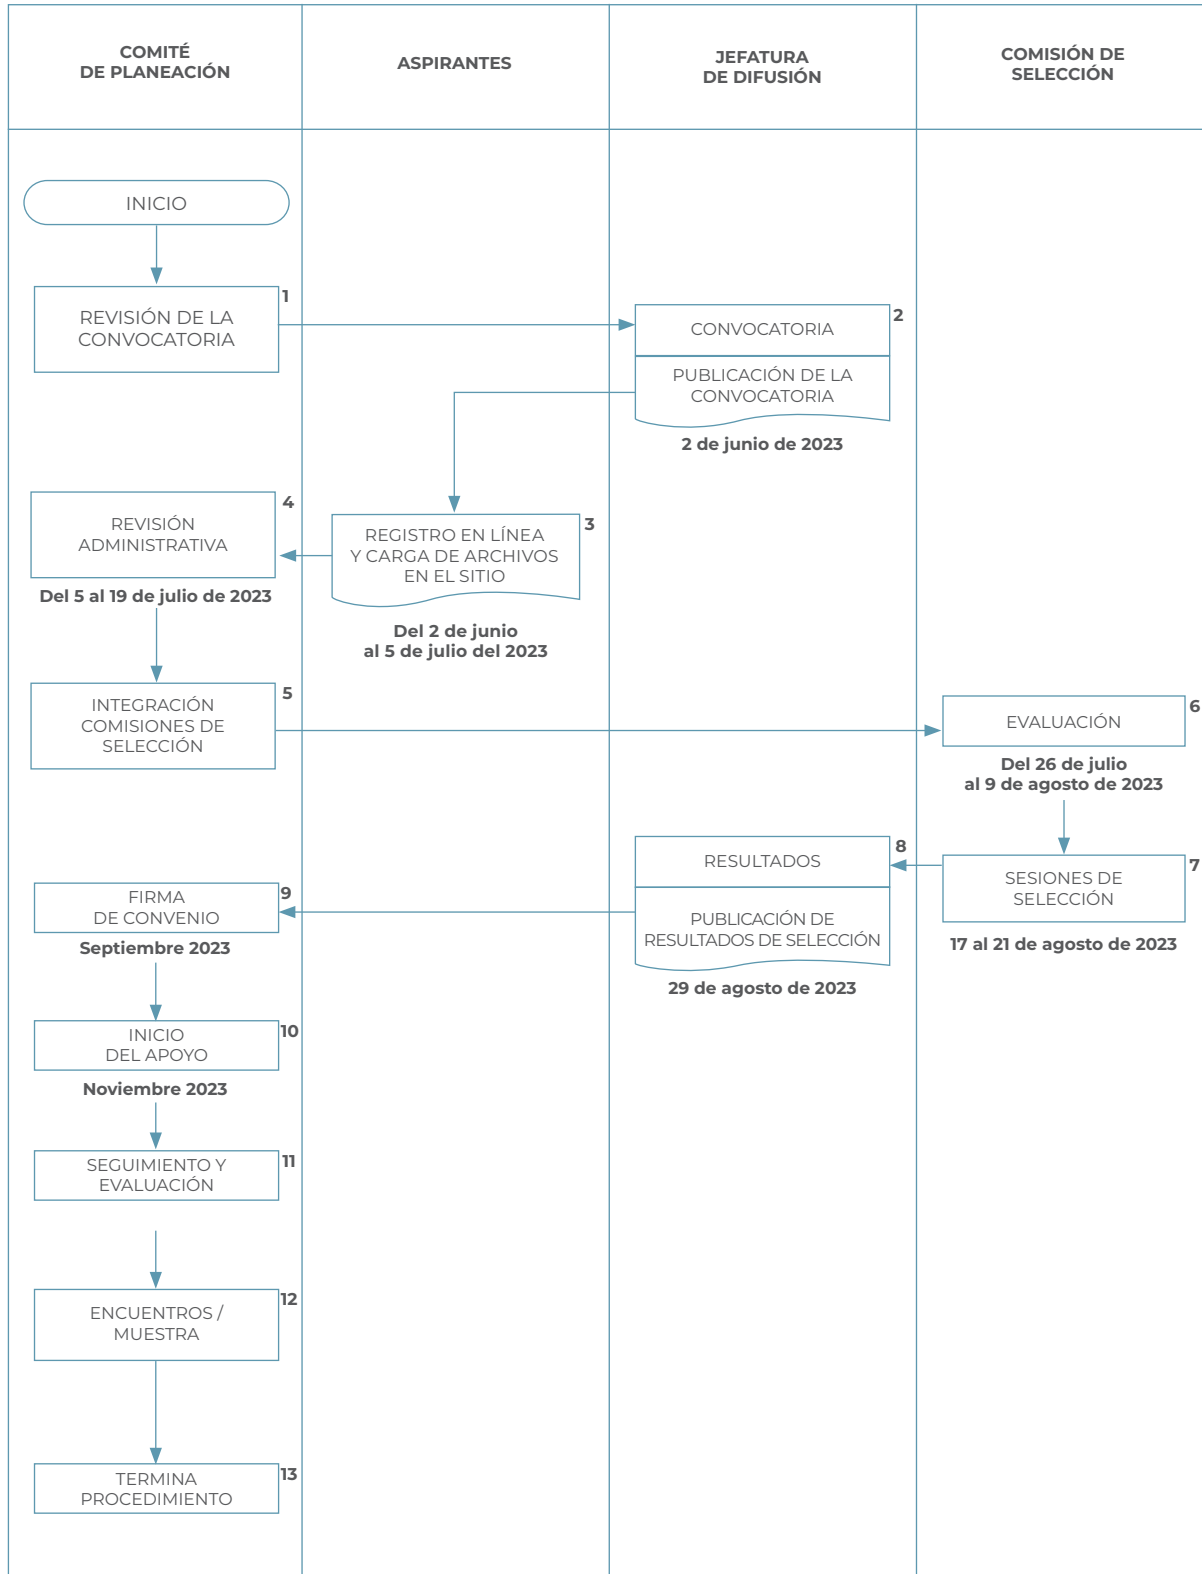 COMITÉ
DE PLANEACIÓN
ASPIRANTES
JEFATURA
DE DIFUSIÓN
COMISIÓN DE
SELECCIÓN
INICIO
1
REVISIÓN DE LA
CONVOCATORIA
2
CONVOCATORIA
PUBLICACIÓN DE LA
CONVOCATORIA
2 de junio de 2023
3
REGISTRO EN LÍNEA
Y CARGA DE ARCHIVOS
EN EL SITIO
Del 2 de junio
al 5 de julio del 2023
4
REVISIÓN
ADMINISTRATIVA
Del 5 al 19 de julio de 2023
5
INTEGRACIÓN
COMISIONES DE
SELECCIÓN
6
EVALUACIÓN
Del 26 de julio
al 9 de agosto de 2023
7
SESIONES DE
SELECCIÓN
17 al 21 de agosto de 2023
8
RESULTADOS
PUBLICACIÓN DE
RESULTADOS DE SELECCIÓN
29 de agosto de 2023
9
FIRMA
DE CONVENIO
Septiembre 2023
10
INICIO
DEL APOYO
Noviembre 2023
11
SEGUIMIENTO Y
EVALUACIÓN
12
ENCUENTROS /
MUESTRA
13
TERMINA
PROCEDIMIENTO